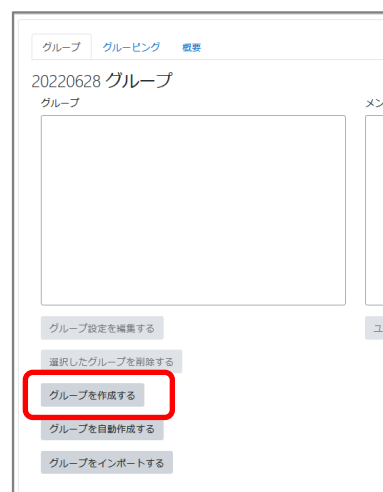 グループ グルーピング 概要
20220628 グループ
グループ メン
グループ設定を編集する ユ
選択したグループを削除する
グループを作成する
グループを自動作成する
グループをインポートする